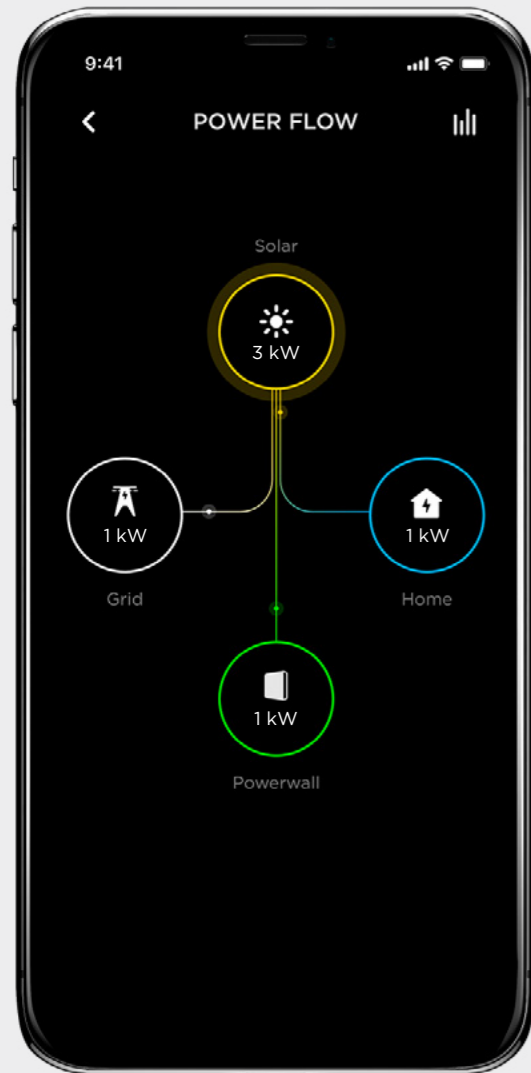 9:41
POWER FLOW
Solar
3 kW
1 kW
1 kW
Grid
Home
1 kW
Powerwall